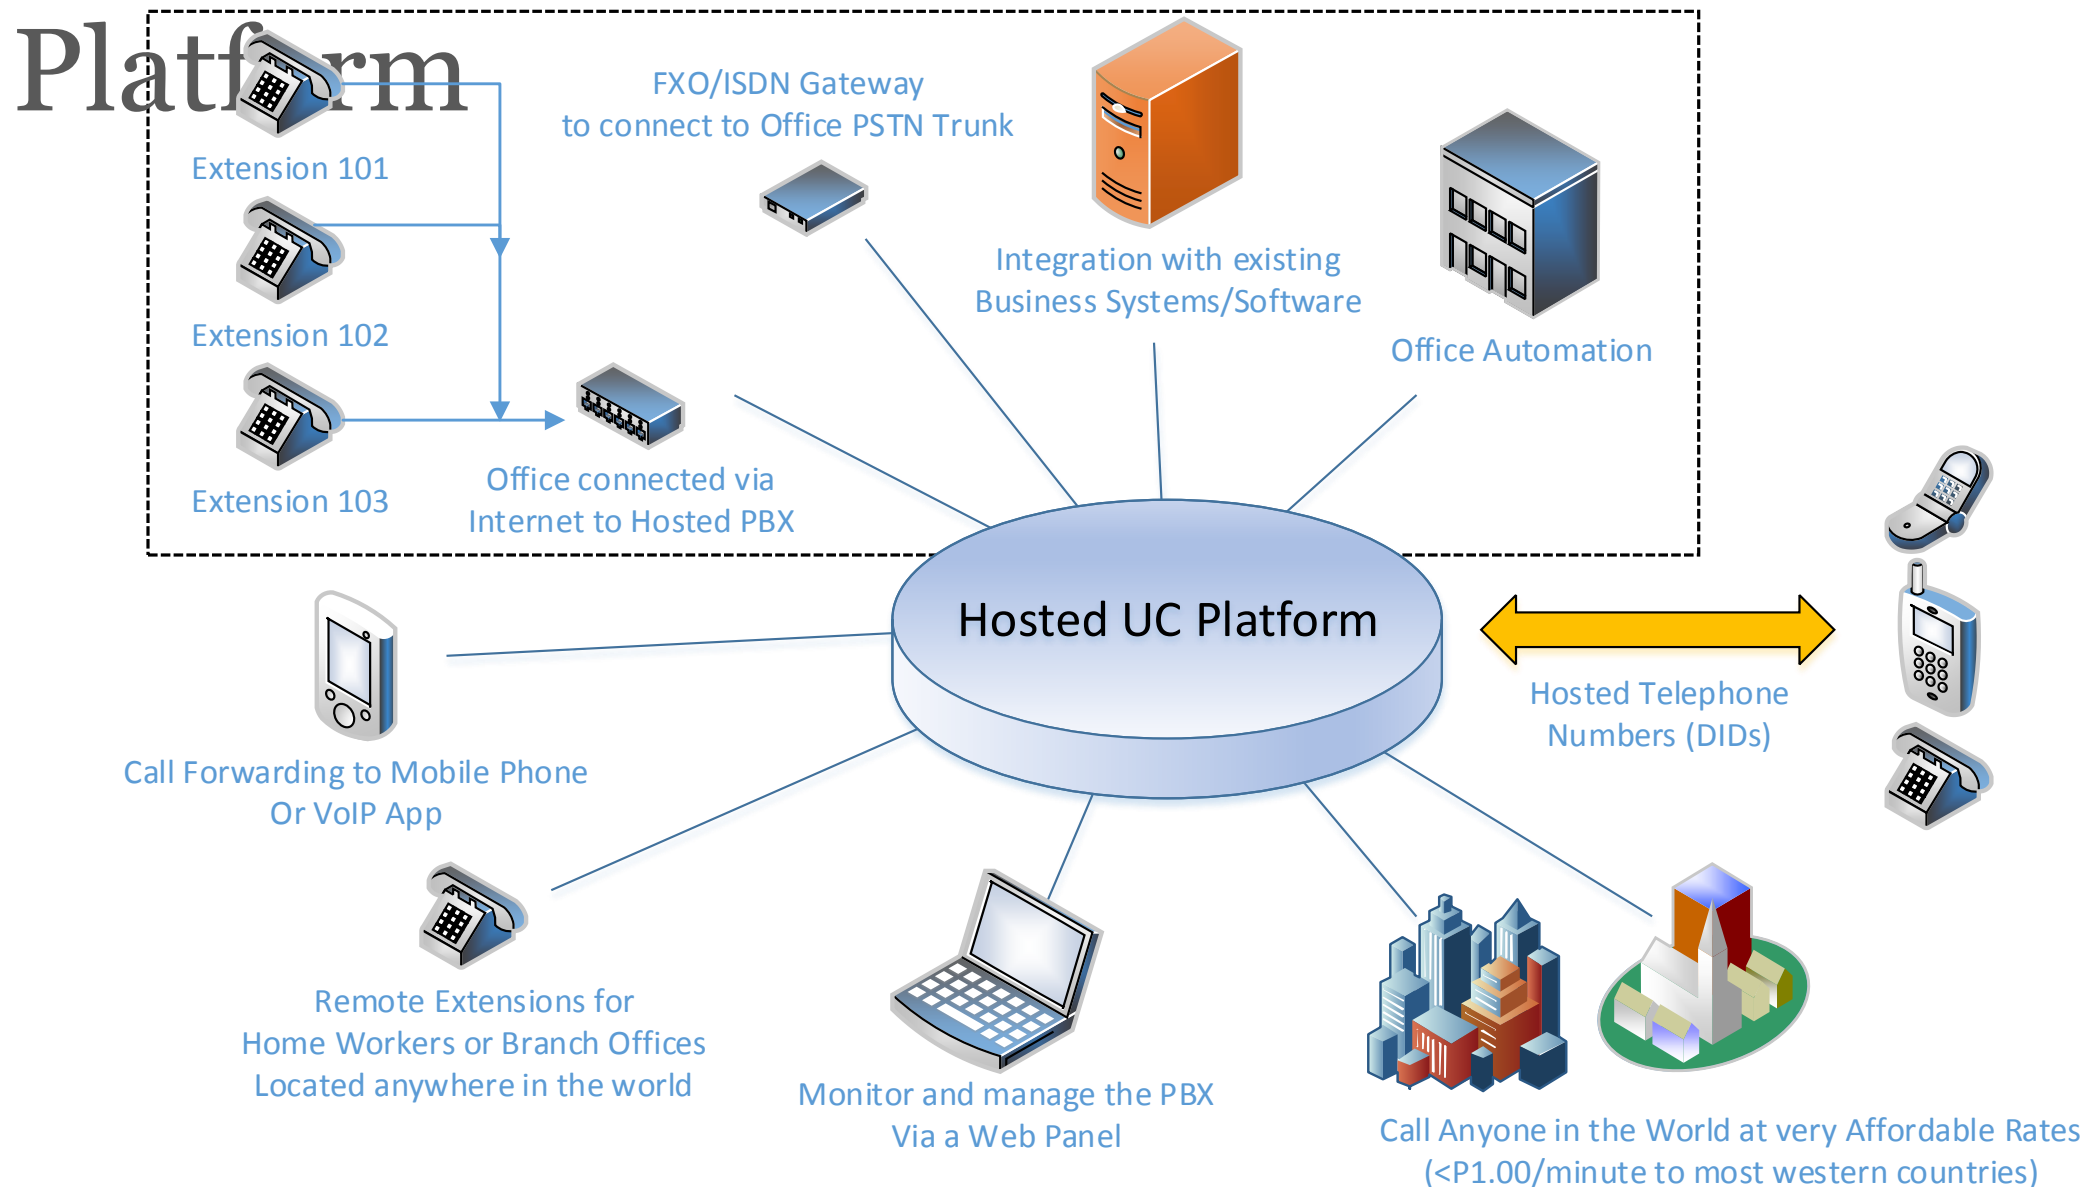 Platform
Extension 101
Extension 102
Extension 103
FXO/ISDN Gateway
to connect to Office PSTN Trunk
Integration with existing
Business Systems/Software
Office Automation
Office connected via
Internet to Hosted PBX
Hosted UC Platform
Hosted Telephone
Numbers (DIDs)
Call Forwarding to Mobile Phone
Or VoIP App
Remote Extensions for
Home Workers or Branch Offices
Located anywhere in the world
Monitor and manage the PBX
Via a Web Panel
Call Anyone in the World at very Affordable Rates
(<P1.00/minute to most western countries)